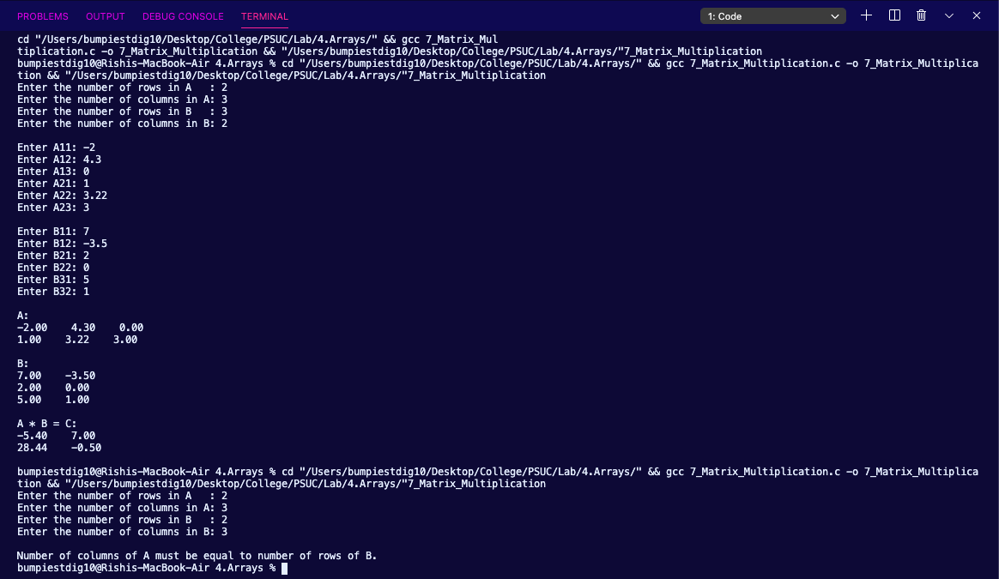 PROBLEMS OUTPUT DEBUG CONSOLE TERMINAL 1: Code
cd "/Users/bumpiestdig10/Desktop/College/PSUC/Lab/4.Arrays/" && gcc 7_Matrix_Mul
tiplication.c -o 7_Matrix_Multiplication && "/Users/bumpiestdig10/Desktop/College/PSUC/Lab/4.Arrays/"7_Matrix_Multiplication
bumpiestdig10@Rishis-MacBook-Air 4.Arrays % cd "/Users/bumpiestdig10/Desktop/College/PSUC/Lab/4.Arrays/" && gcc 7_Matrix_Multiplication.c -o 7_Matrix_Multiplica
tion && "/Users/bumpiestdig10/Desktop/College/PSUC/Lab/4.Arrays/"7_Matrix_Multiplication
Enter the number of rows in A   : 2
Enter the number of columns in A: 3
Enter the number of rows in B   : 3
Enter the number of columns in B: 2

Enter A11: -2
Enter A12: 4.3
Enter A13: 0
Enter A21: 1
Enter A22: 3.22
Enter A23: 3

Enter B11: 7
Enter B12: -3.5
Enter B21: 2
Enter B22: 0
Enter B31: 5
Enter B32: 1

A:
-2.00    4.30    0.00
1.00    3.22    3.00

B:
7.00    -3.50
2.00    0.00
5.00    1.00

A * B = C:
-5.40    7.00
28.44    -0.50

bumpiestdig10@Rishis-MacBook-Air 4.Arrays % cd "/Users/bumpiestdig10/Desktop/College/PSUC/Lab/4.Arrays/" && gcc 7_Matrix_Multiplication.c -o 7_Matrix_Multiplica
tion && "/Users/bumpiestdig10/Desktop/College/PSUC/Lab/4.Arrays/"7_Matrix_Multiplication
Enter the number of rows in A   : 2
Enter the number of columns in A: 3
Enter the number of rows in B   : 2
Enter the number of columns in B: 3

Number of columns of A must be equal to number of rows of B.
bumpiestdig10@Rishis-MacBook-Air 4.Arrays %